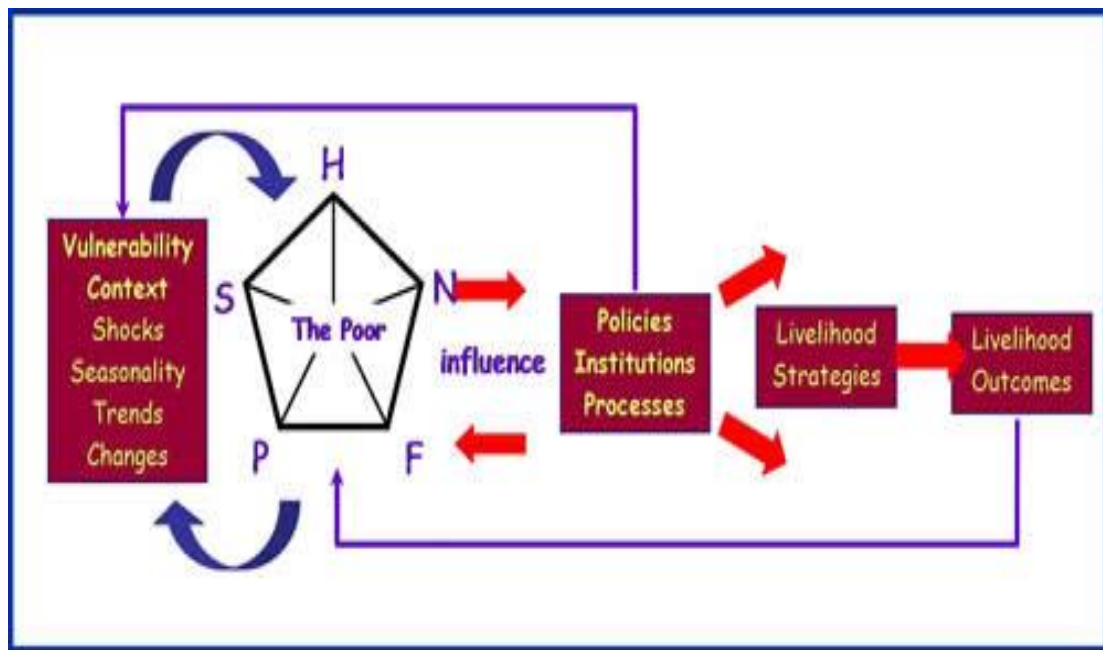 Vulnerability
Context
Shocks
Seasonality
Trends
Changes
H
S
N
P
F
The Poor
influence
Policies
Institutions
Processes
Livelihood
Strategies
Livelihood
Outcomes